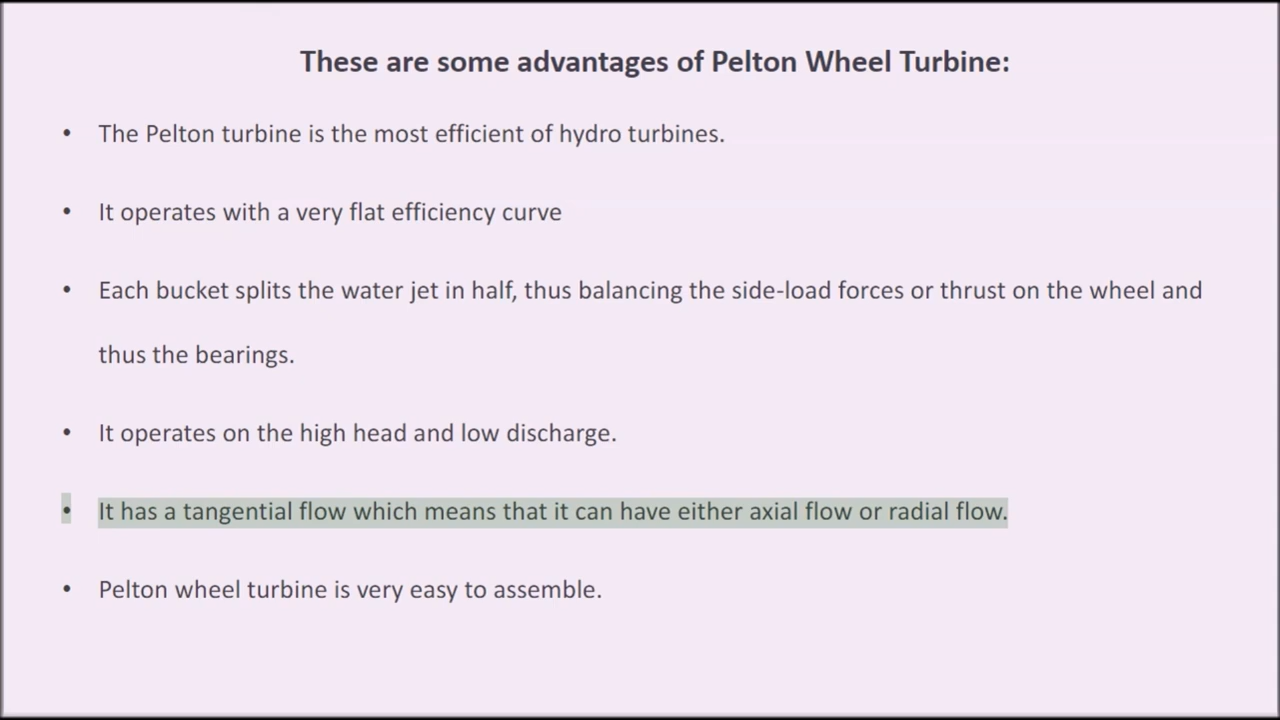 These are some advantages of Pelton Wheel Turbine:
• The Pelton turbine is the most efficient of hydro turbines.
• It operates with a very flat efficiency curve
• Each bucket splits the water jet in half, thus balancing the side-load forces or thrust on the wheel and
thus the bearings.
• It operates on the high head and low discharge.
• It has a tangential flow which means that it can have either axial flow or radial flow.
• Pelton wheel turbine is very easy to assemble.